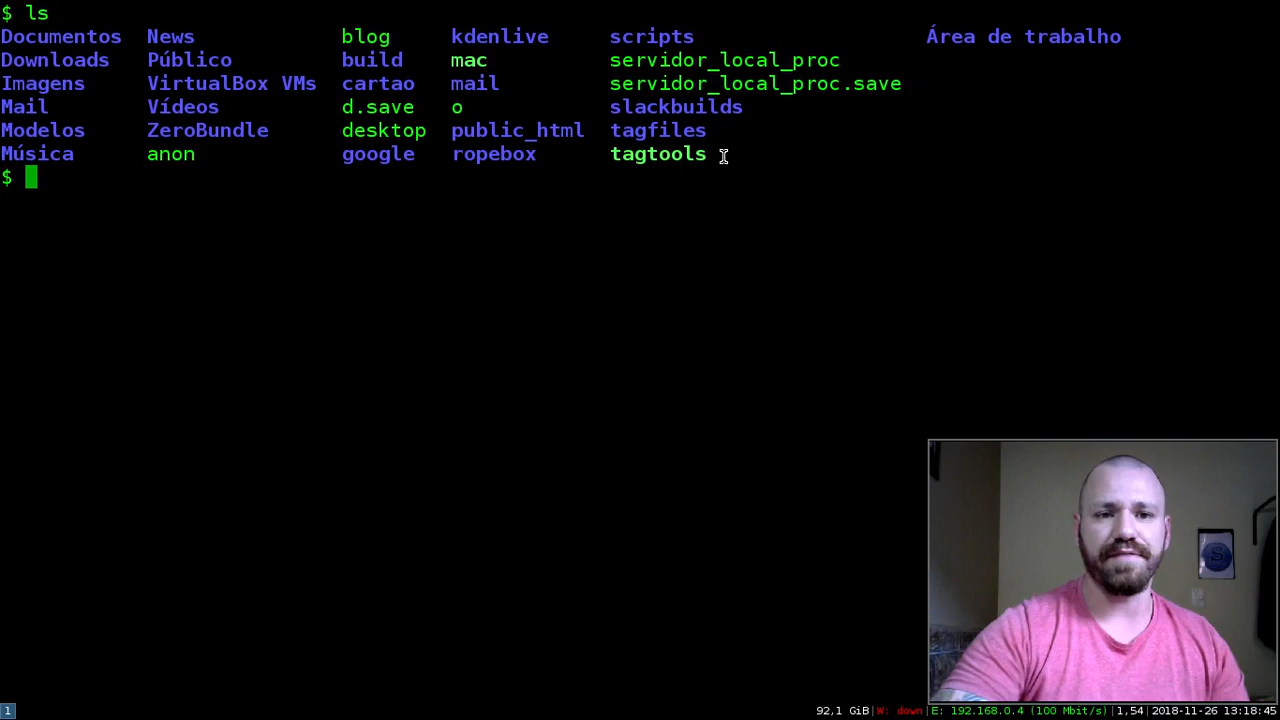 $ ls
Documentos News blog kdenlive scripts Área de trabalho
Downloads Público build mac servidor_local_proc
Imagens VirtualBox VMs cartao mail servidor_local_proc.save
Mail Vídeos d.save o slackbuilds
Modelos ZeroBundle desktop public_html tagfiles
Música anon google ropebox tagtools
$
S
1 92,1 GiB|W: down|E: 192.168.0.4 (100 Mbit/s)|1,54|2018-11-26 13:18:45